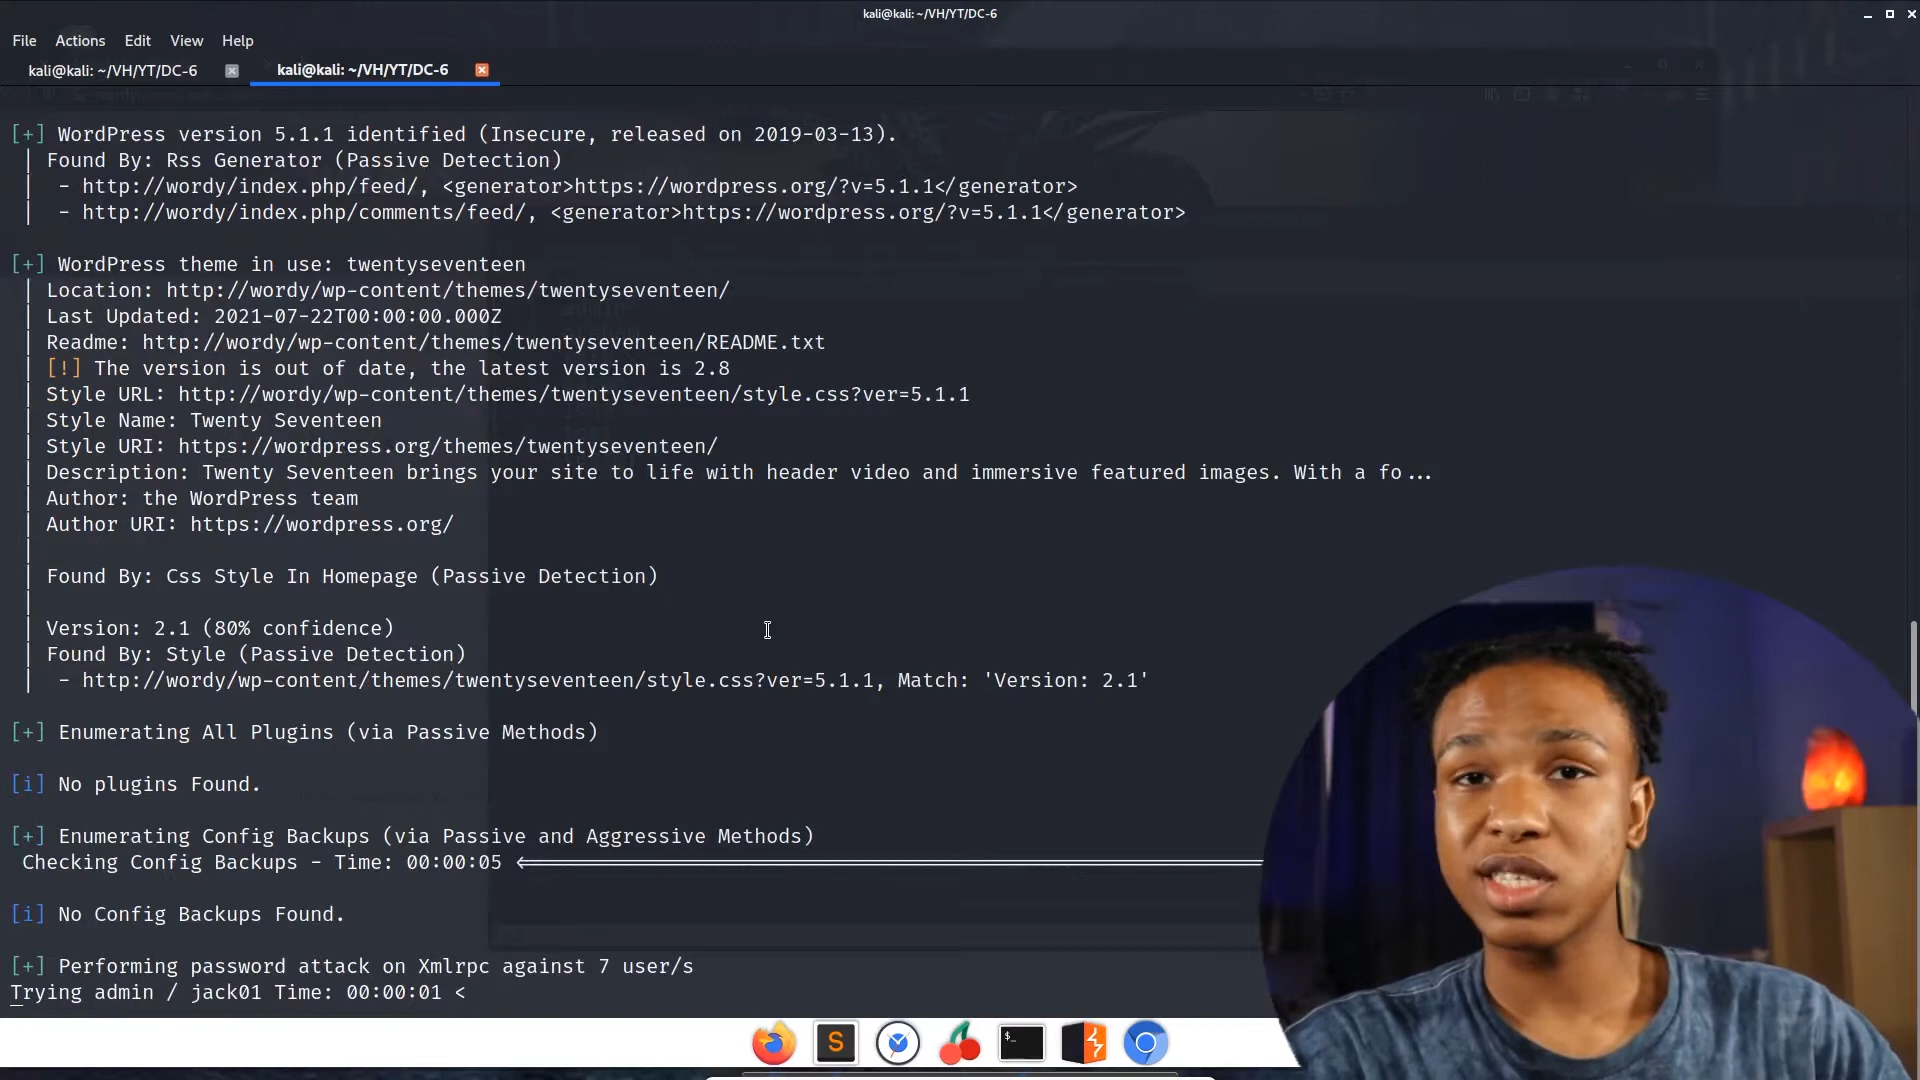 kali@kali: ~/VH/YT/DC-6
File Actions Edit View Help
kali@kali: ~/VH/YT/DC-6 kali@kali: ~/VH/YT/DC-6
[+] WordPress version 5.1.1 identified (Insecure, released on 2019-03-13).
| Found By: Rss Generator (Passive Detection)
| - http://wordy/index.php/feed/, <generator>https://wordpress.org/?v=5.1.1</generator>
| - http://wordy/index.php/comments/feed/, <generator>https://wordpress.org/?v=5.1.1</generator>
[+] WordPress theme in use: twentyseventeen
| Location: http://wordy/wp-content/themes/twentyseventeen/
| Last Updated: 2021-07-22T00:00:00.000Z
| Readme: http://wordy/wp-content/themes/twentyseventeen/README.txt
| [!] The version is out of date, the latest version is 2.8
| Style URL: http://wordy/wp-content/themes/twentyseventeen/style.css?ver=5.1.1
| Style Name: Twenty Seventeen
| Style URI: https://wordpress.org/themes/twentyseventeen/
| Description: Twenty Seventeen brings your site to life with header video and immersive featured images. With a fo...
| Author: the WordPress team
| Author URI: https://wordpress.org/
|
| Found By: Css Style In Homepage (Passive Detection)
|
| Version: 2.1 (80% confidence)
| Found By: Style (Passive Detection)
| - http://wordy/wp-content/themes/twentyseventeen/style.css?ver=5.1.1, Match: 'Version: 2.1'
[+] Enumerating All Plugins (via Passive Methods)
[i] No plugins Found.
[+] Enumerating Config Backups (via Passive and Aggressive Methods)
Checking Config Backups - Time: 00:00:05 <==============
[i] No Config Backups Found.
[+] Performing password attack on Xmlrpc against 7 user/s
Trying admin / jack01 Time: 00:00:01 <
S
$_